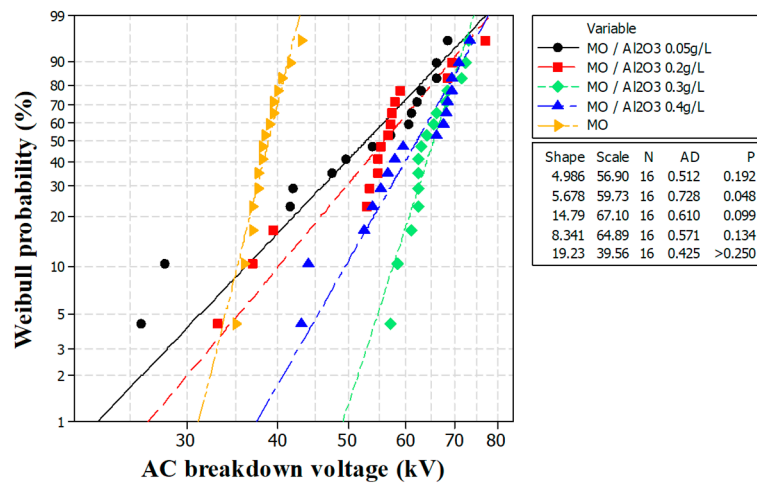 99
90
80
70
60
50
40
30
20
10
5
3
2
1
Weibull probability (%)
30 40 50 60 70 80
AC breakdown voltage (kV)
Variable
MO / Al2O3 0.05g/L
MO / Al2O3 0.2g/L
MO / Al2O3 0.3g/L
MO / Al2O3 0.4g/L
MO
Shape Scale N AD P
4.986 56.90 16 0.512 0.192
5.678 59.73 16 0.728 0.048
14.79 67.10 16 0.610 0.099
8.341 64.89 16 0.571 0.134
19.23 39.56 16 0.425 >0.250